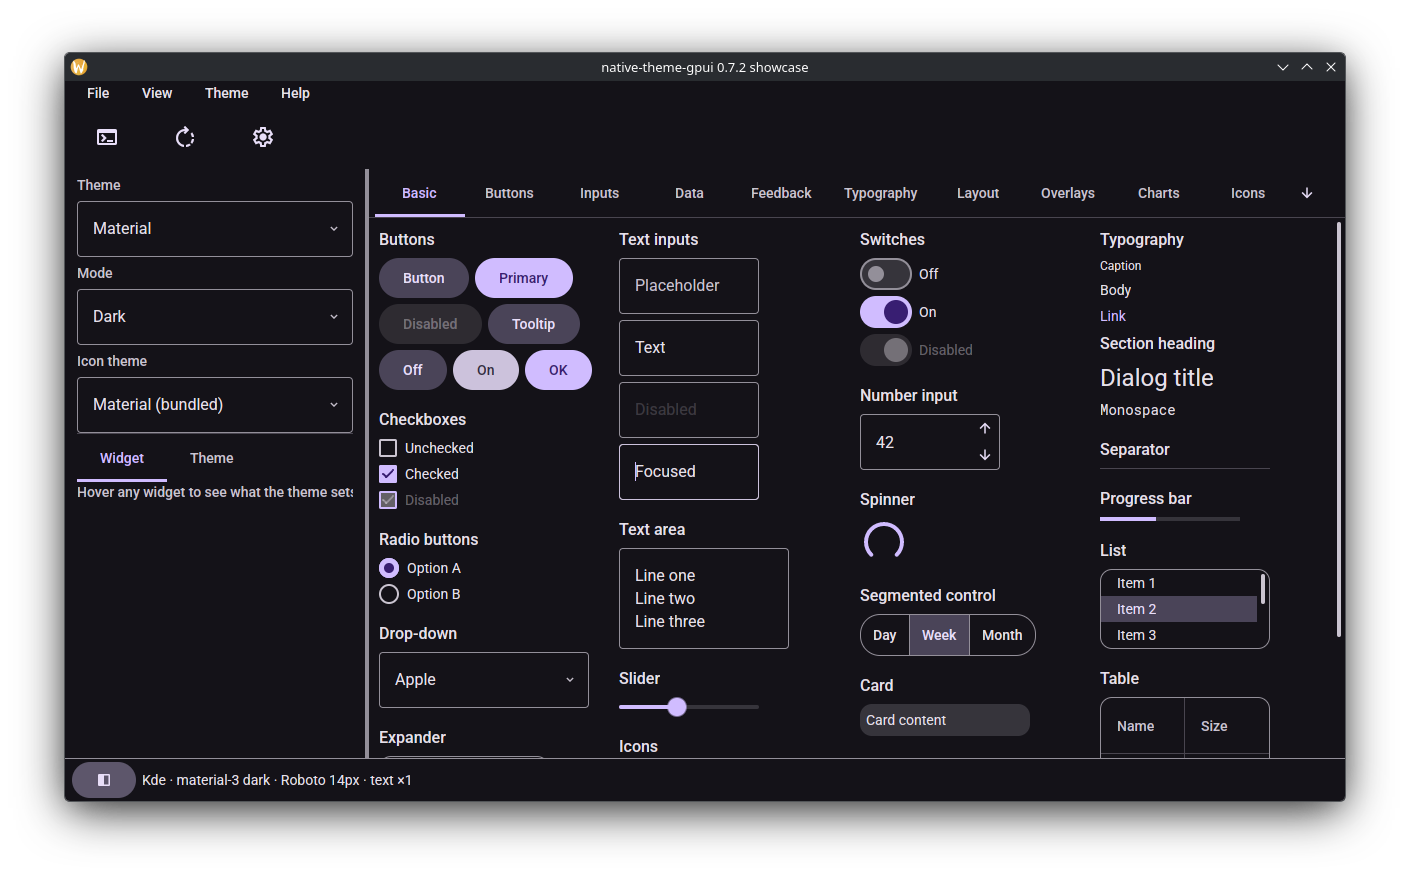 native-theme-gpui 0.7.2 showcase
File View Theme Help
Theme
Material
Mode
Dark
Icon theme
Material (bundled)
Widget Theme
Hover any widget to see what the theme sets
Basic Buttons Inputs Data Feedback Typography Layout Overlays Charts Icons
Buttons
Button Primary
Disabled Tooltip
Off On OK
Checkboxes
Unchecked
Checked
Disabled
Radio buttons
Option A
Option B
Drop-down
Apple
Expander
Text inputs
Placeholder
Text
Disabled
Focused
Text area
Line one
Line two
Line three
Slider
Icons
Switches
Off
On
Disabled
Number input
42
Spinner
Segmented control
Day Week Month
Card
Card content
Typography
Caption
Body
Link
Section heading
Dialog title
Monospace
Separator
Progress bar
List
Item 1
Item 2
Item 3
Table
Name Size
Kde · material-3 dark · Roboto 14px · text ×1